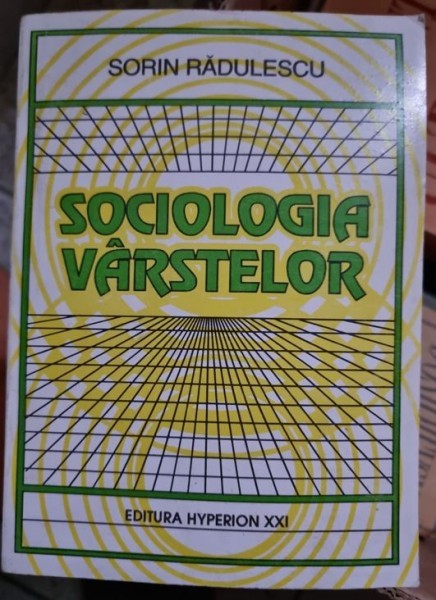 SORIN RĂDULESCU
SOCIOLOGIA
VÂRSTELOR
EDITURA HYPERION XXI